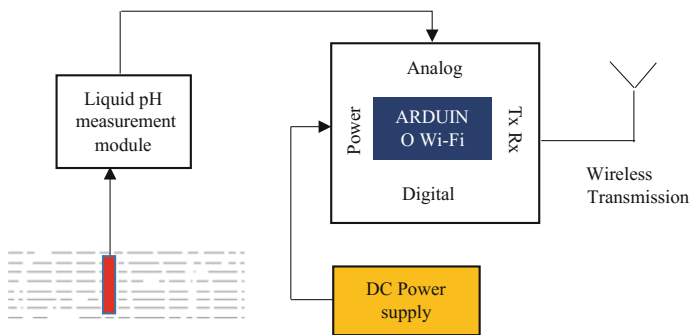 Liquid pH
measurement
module
Analog
Power
ARDUIN
O Wi-Fi
Tx Rx
Digital
Wireless
Transmission
DC Power
supply